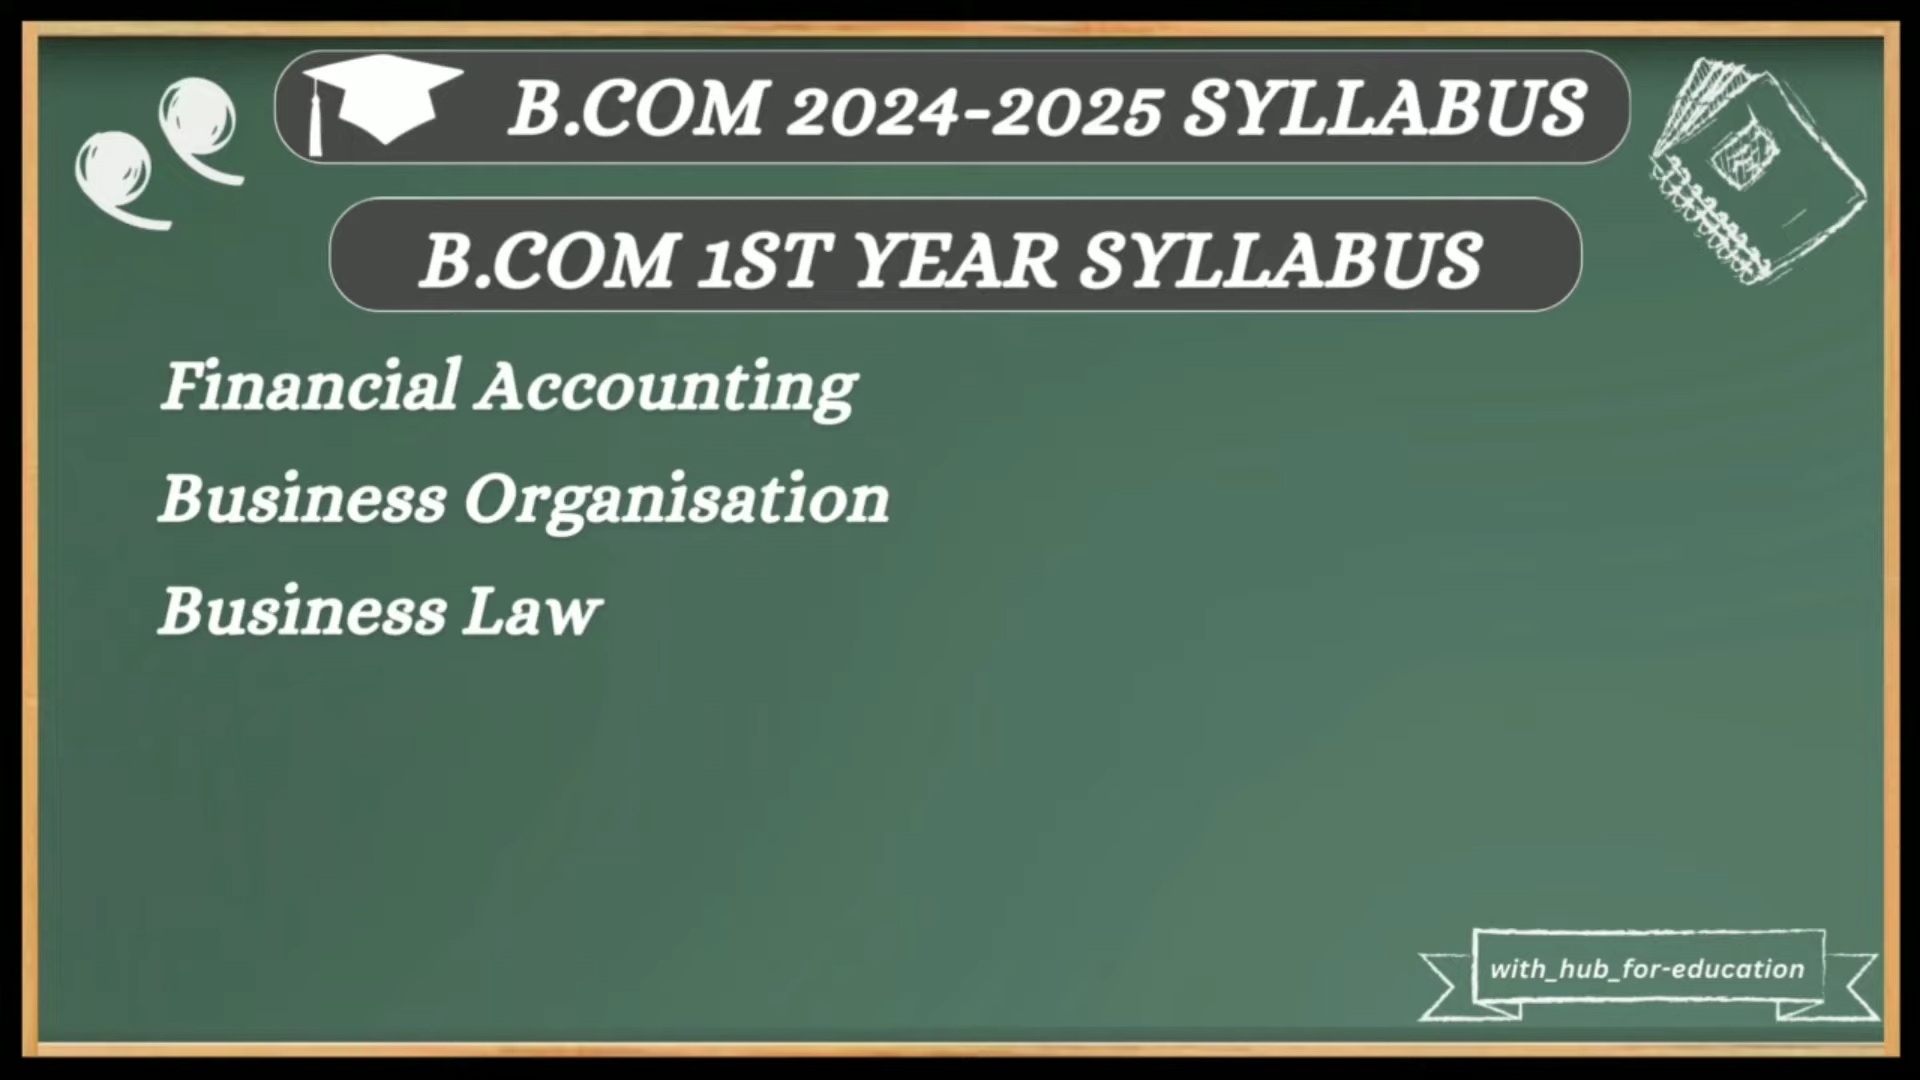 B.COM 2024-2025 SYLLABUS
B.COM 1ST YEAR SYLLABUS
Financial Accounting
Business Organisation
Business Law
with_hub_for-education